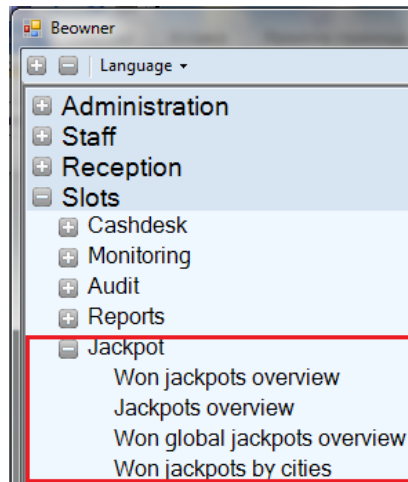 Beowner
Language
Administration
Staff
Reception
Slots
Cashdesk
Monitoring
Audit
Reports
Jackpot
Won jackpots overview
Jackpots overview
Won global jackpots overview
Won jackpots by cities